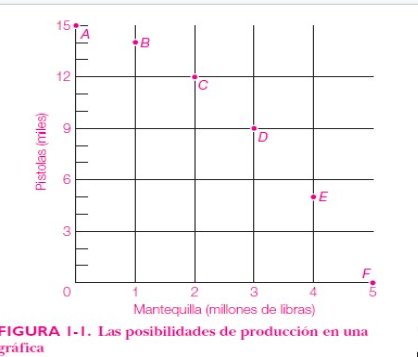 15
A
B
12
C
9
D
Pistolas (miles)
6
E
3
F
0 1 2 3 4 5
Mantequilla (millones de libras)
FIGURA 1-1. Las posibilidades de producción en una
gráfica